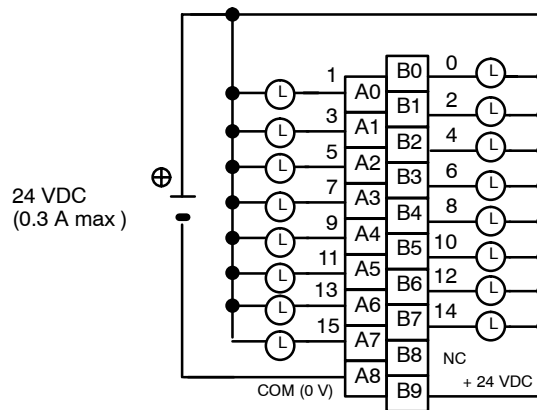 0
1 B0 L
L A0 2
3 B1 L
L A1 4
5 B2 L
L A2 6
7 B3 L
24 VDC
(0.3 A max )
L A3 8
9 B4 L
L A4 10
11 B5 L
L A5 12
13 B6 L
L A6 14
15 B7 L
L A7
B8 NC
COM (0 V) A8
B9 + 24 VDC